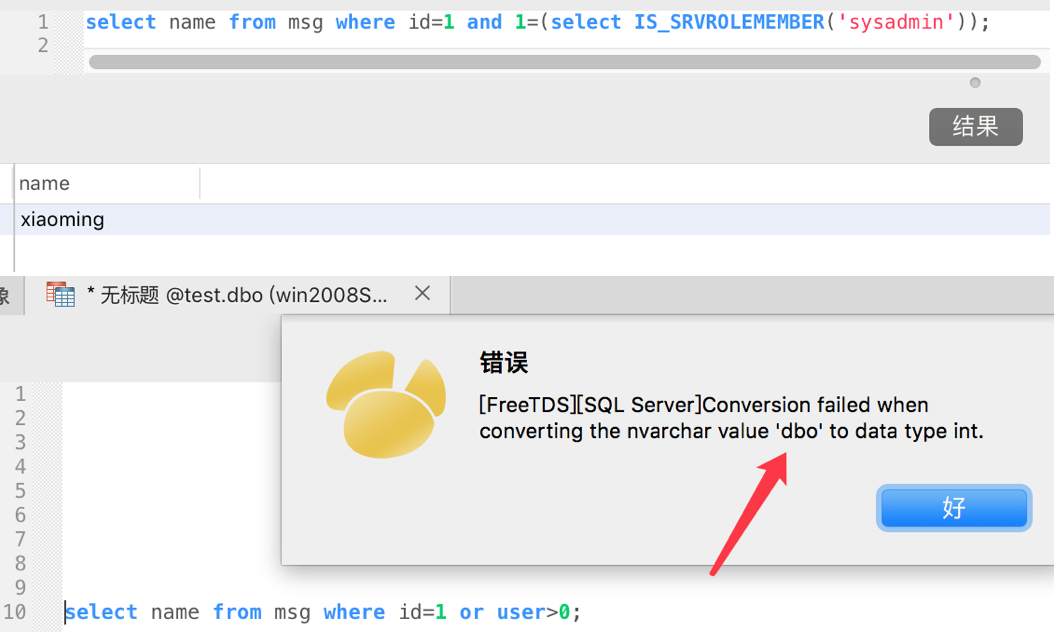 1 select name from msg where id=1 and 1=(select IS_SRVROLEMEMBER('sysadmin'));
2
结果
name
xiaoming
象 * 无标题 @test.dbo (win2008S...
错误
[FreeTDS][SQL Server]Conversion failed when
converting the nvarchar value 'dbo' to data type int.
好
1
2
3
4
5
6
7
8
9
10 select name from msg where id=1 or user>0;